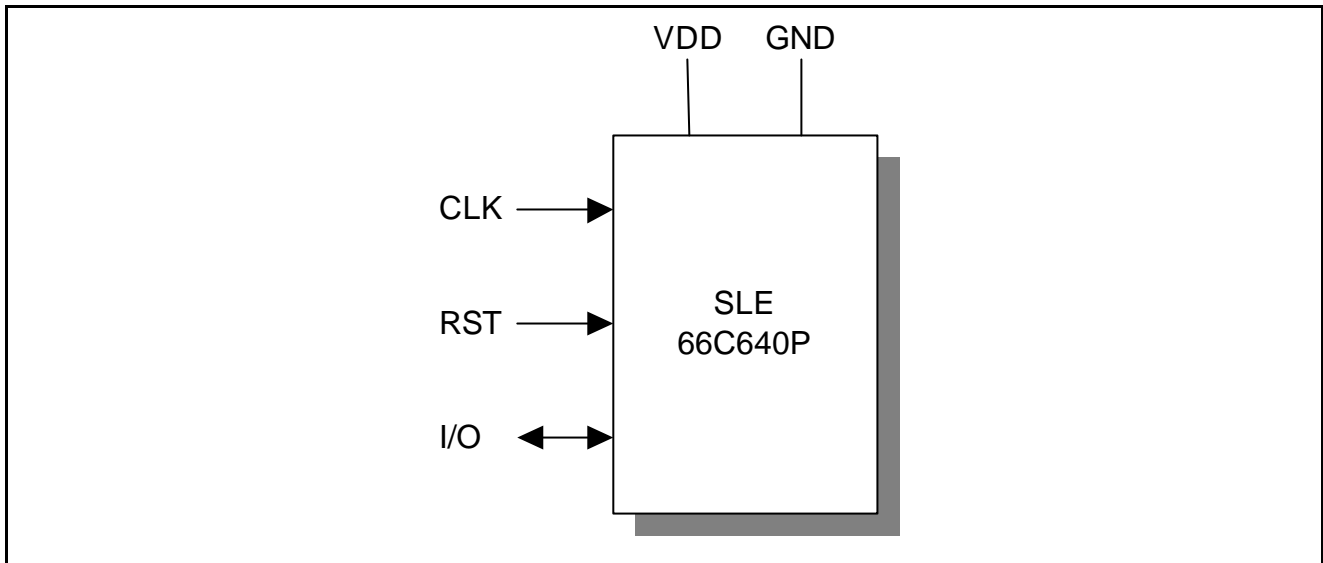 VDD GND
CLK
RST
I/O
SLE
66C640P